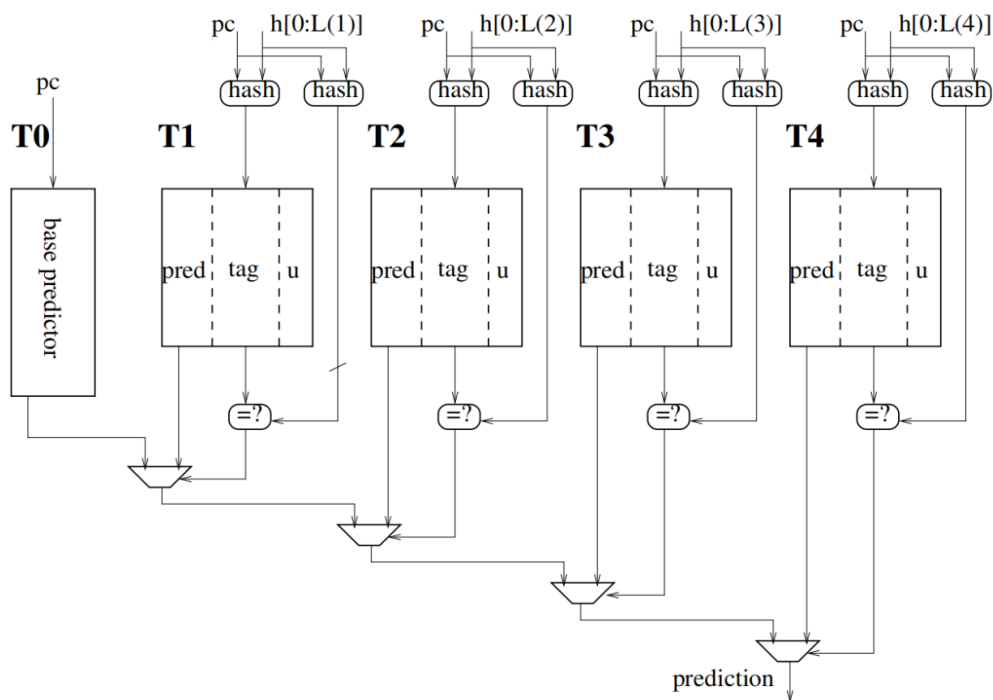 pc h[0:L(1)] pc h[0:L(2)] pc h[0:L(3)] pc h[0:L(4)]
pc hash hash hash hash hash hash hash hash
T0 T1 T2 T3 T4
base predictor
pred tag u pred tag u pred tag u pred tag u
=? =? =? =?
prediction